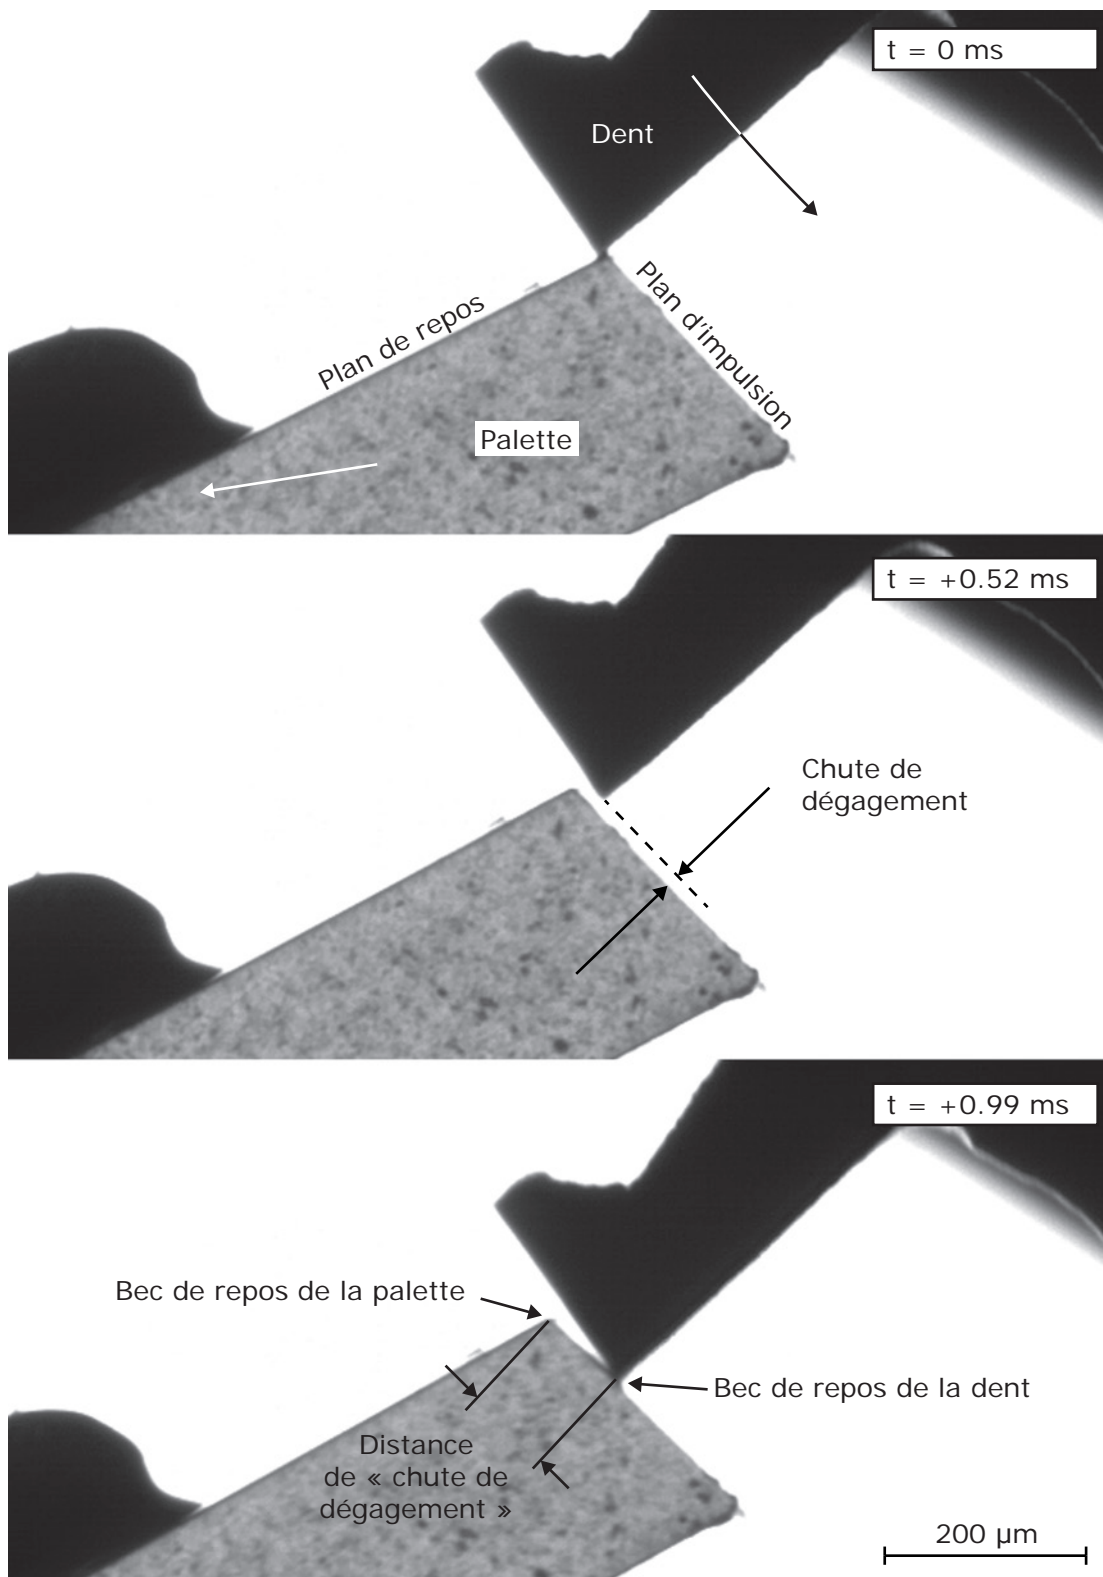 t = 0 ms
Dent
Plan de repos
Plan d'impulsion
Palette
t = +0.52 ms
Chute de
dégagement
t = +0.99 ms
Bec de repos de la palette
Bec de repos de la dent
Distance
de « chute de
dégagement »
200 µm